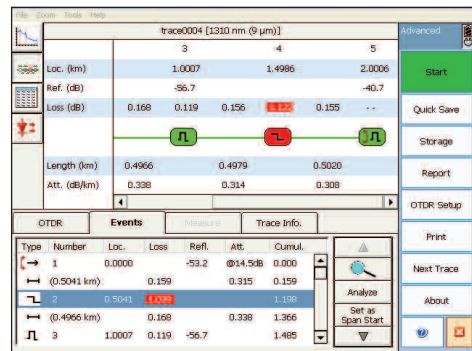 File Zoom Tools Help
trace0004 [1310 nm (9 µm)]
Advanced
3 4 5
Loc. (km) 1.0007 1.4986 2.0006
Ref. (dB) -56.7 -40.7
Loss (dB) 0.168 0.119 0.156 0.155 --
Length (km) 0.4966 0.4979 0.5020
Att. (dB/km) 0.338 0.314 0.308
OTDR Events Measure Trace Info.
Type Number Loc. Loss Refl. Att. Cumul.
1 0.0000 -53.2 @14.5dB 0.000
(0.5041 km) 0.159 0.315 0.159
2 0.5041 1.039 1.198
(0.4966 km) 0.168 0.338 1.366
3 1.0007 0.119 -56.7 1.485
Analyze
Set as
Span Start
Start
Quick Save
Storage
Report
OTDR Setup
Print
Next Trace
About